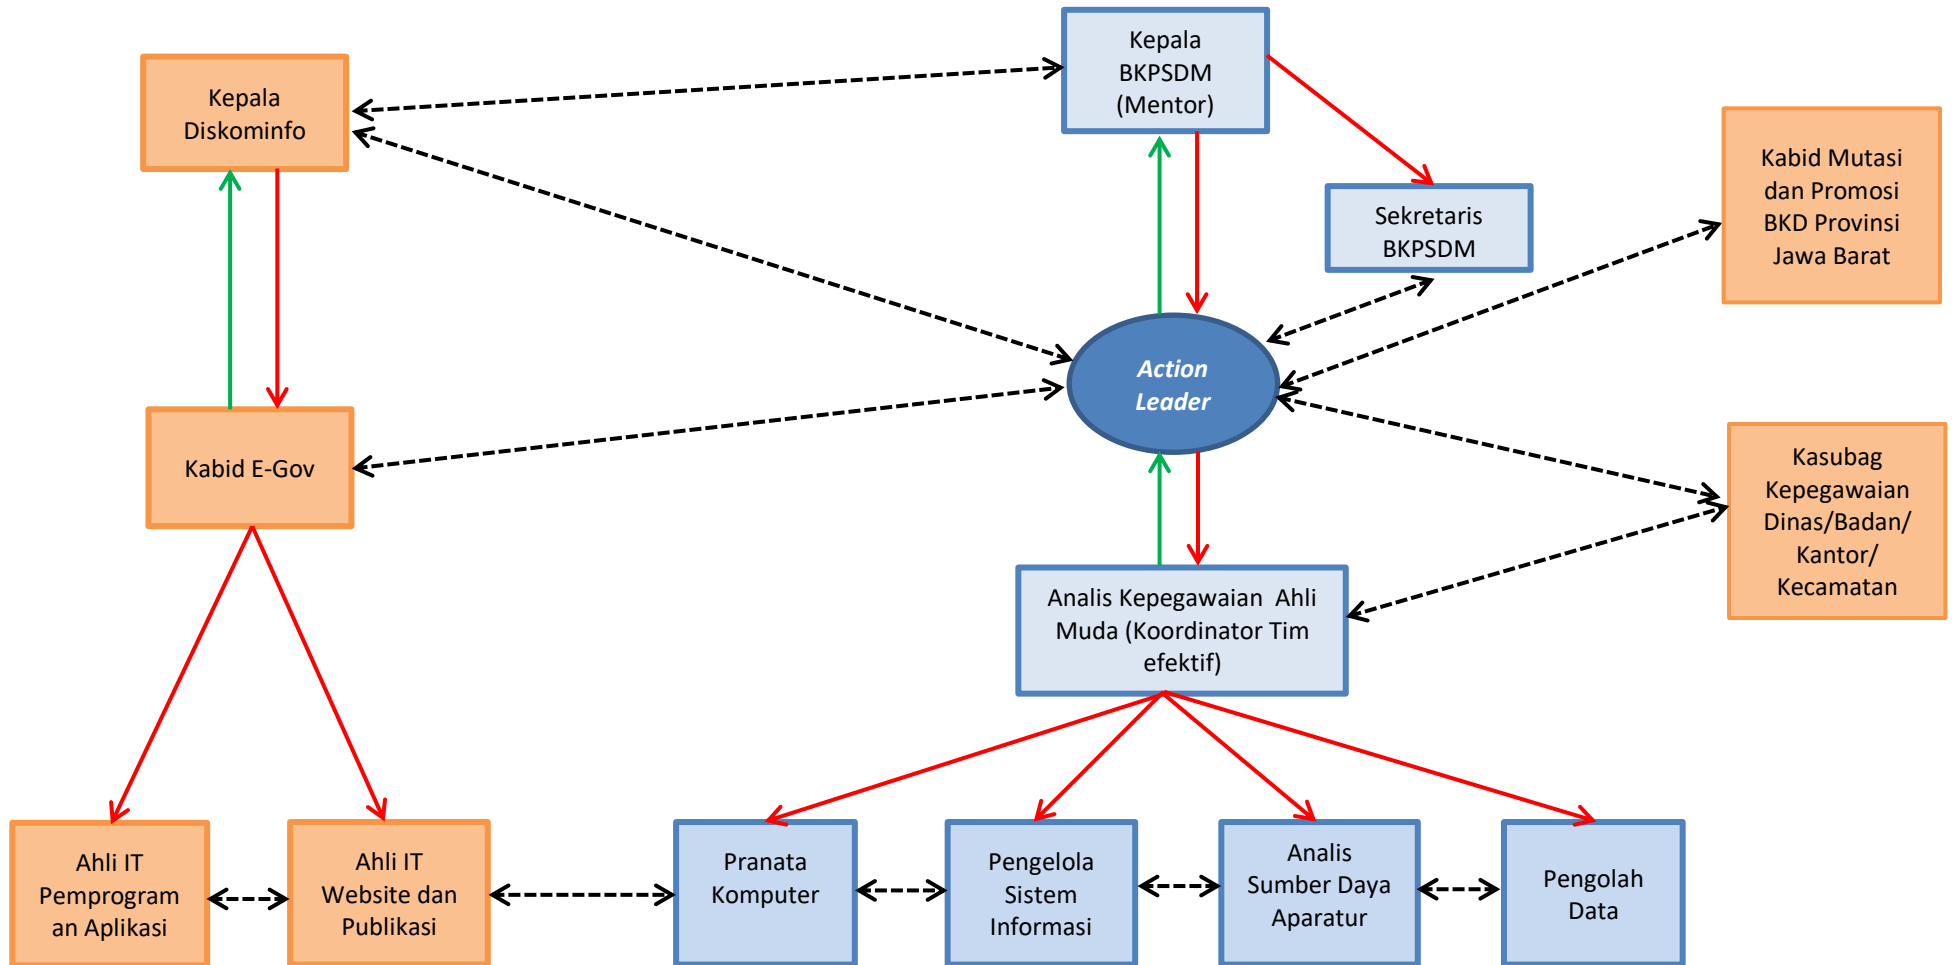 Kepala
BKPSDM
(Mentor)
Kepala
Diskominfo
Kabid Mutasi
dan Promosi
BKD Provinsi
Jawa Barat
Sekretaris
BKPSDM
Action
Leader
Kabid E-Gov
Kasubag
Kepegawaian
Dinas/Badan/
Kantor/
Kecamatan
Analis Kepegawaian  Ahli
Muda (Koordinator Tim
efektif)
Ahli IT
Pemprogram
an Aplikasi
Ahli IT
Website dan
Publikasi
Pranata
Komputer
Pengelola
Sistem
Informasi
Analis
Sumber Daya
Aparatur
Pengolah
Data